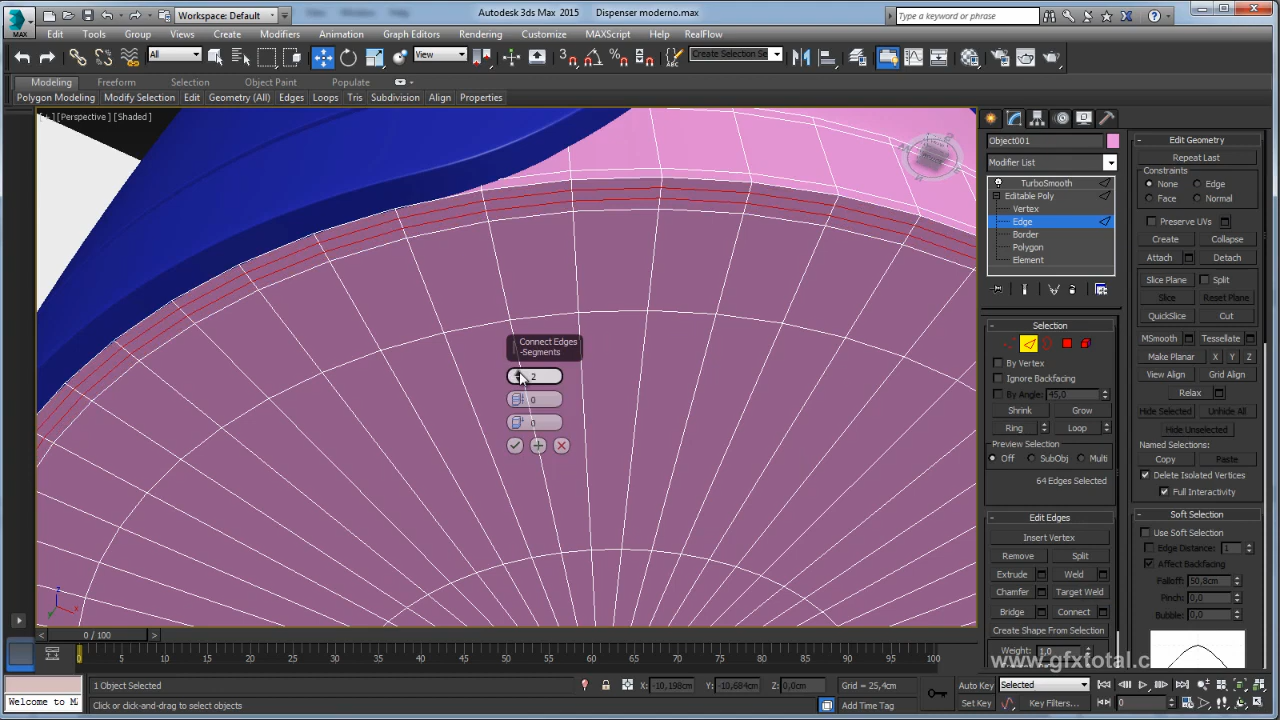 Workspace: Default
Autodesk 3ds Max 2015    Dispenser moderno.max
Type a keyword or phrase
MAX
Edit Tools Group Views Create Modifiers Animation Graph Editors Rendering Customize MAXScript Help RealFlow
All
View
Create Selection Se
Modeling Freeform Selection Object Paint Populate
Polygon Modeling Modify Selection Edit Geometry (All) Edges Loops Tris Subdivision Align Properties
[+] [Perspective] [Shaded]
Connect Edges
-Segments
2
0
0
Object001
Modifier List
TurboSmooth
Editable Poly
Vertex
Edge
Border
Polygon
Element
Selection
By Vertex
Ignore Backfacing
By Angle: 45,0
Shrink Grow
Ring Loop
Preview Selection
Off SubObj Multi
64 Edges Selected
Edit Edges
Insert Vertex
Remove Split
Extrude Weld
Chamfer Target Weld
Bridge Connect
Create Shape From Selection
Weight: 1,0
Edit Geometry
Repeat Last
Constraints
None Edge
Face Normal
Preserve UVs
Create Collapse
Attach Detach
Slice Plane Split
Slice Reset Plane
QuickSlice Cut
MSmooth Tessellate
Make Planar X Y Z
View Align Grid Align
Relax
Hide Selected Unhide All
Hide Unselected
Named Selections:
Copy Paste
Delete Isolated Vertices
Full Interactivity
Soft Selection
Use Soft Selection
Edge Distance: 1
Affect Backfacing
Falloff: 50,8cm
Pinch: 0,0
Bubble: 0,0
www.gfxtotal.c
z
x
y
0 / 100
0 5 10 15 20 25 30 35 40 45 50 55 60 65 70 75 80 85 90 95 100
1 Object Selected
X: -10,198cm Y: -10,684cm Z: 0,0cm Grid = 25,4cm
Auto Key Selected
Welcome to M
Click or click-and-drag to select objects
Add Time Tag
Set Key Key Filters... 0